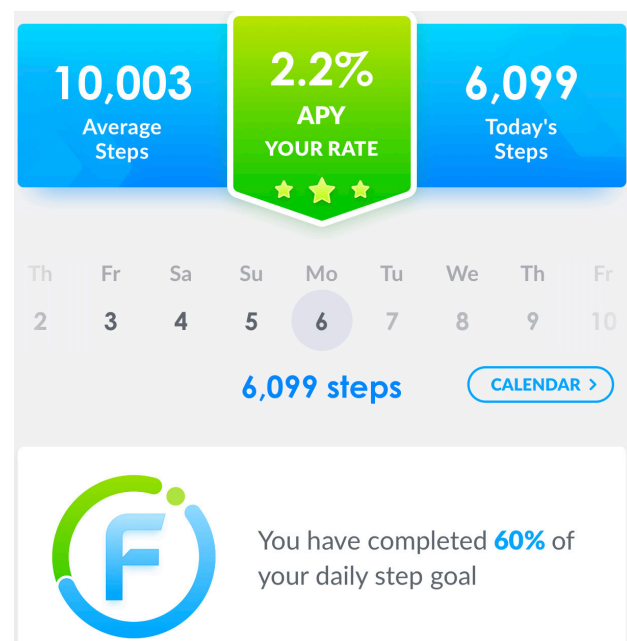 10,003
Average
Steps
2.2%
APY
YOUR RATE
6,099
Today's
Steps
Th Fr Sa Su Mo Tu We Th Fr
2 3 4 5 6 7 8 9 10
6,099 steps
CALENDAR >
F
You have completed 60% of
your daily step goal